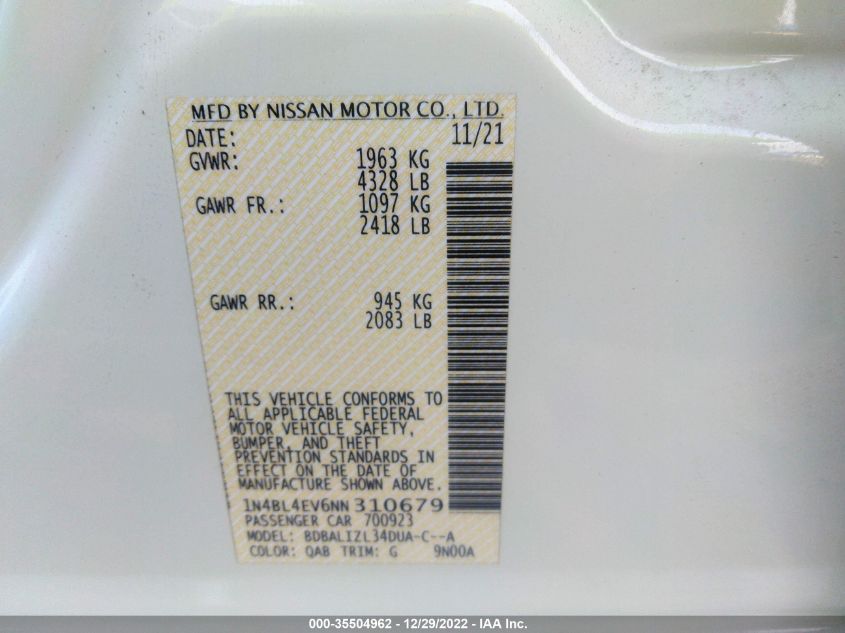 MFD BY NISSAN MOTOR CO., LTD.
DATE: 11/21
GVWR: 1963 KG
4328 LB
GAWR FR.: 1097 KG
2418 LB
GAWR RR.: 945 KG
2083 LB
THIS VEHICLE CONFORMS TO
ALL APPLICABLE FEDERAL
MOTOR VEHICLE SAFETY,
BUMPER, AND THEFT
PREVENTION STANDARDS IN
EFFECT ON THE DATE OF
MANUFACTURE SHOWN ABOVE.
1N4BL4EV6NN310679
PASSENGER CAR 700923
MODEL: BDBALIZL34DUA-C--A
COLOR: QAB TRIM: G 9N00A
000-35504962 - 12/29/2022 - IAA Inc.